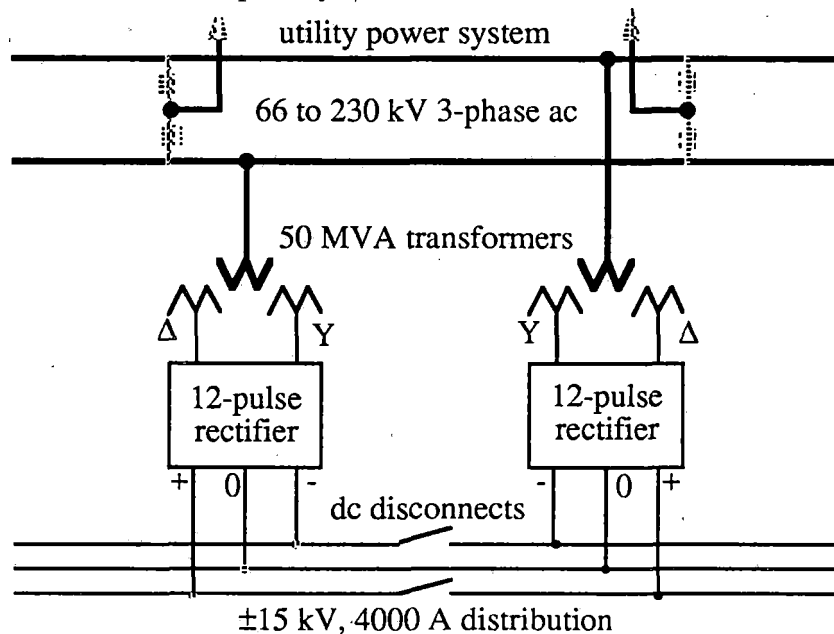 utility power system
66 to 230 kV 3-phase ac
50 MVA transformers
Δ Y Y Δ
12-pulse rectifier
12-pulse rectifier
+ 0 - - 0 +
dc disconnects
±15 kV, 4000 A distribution